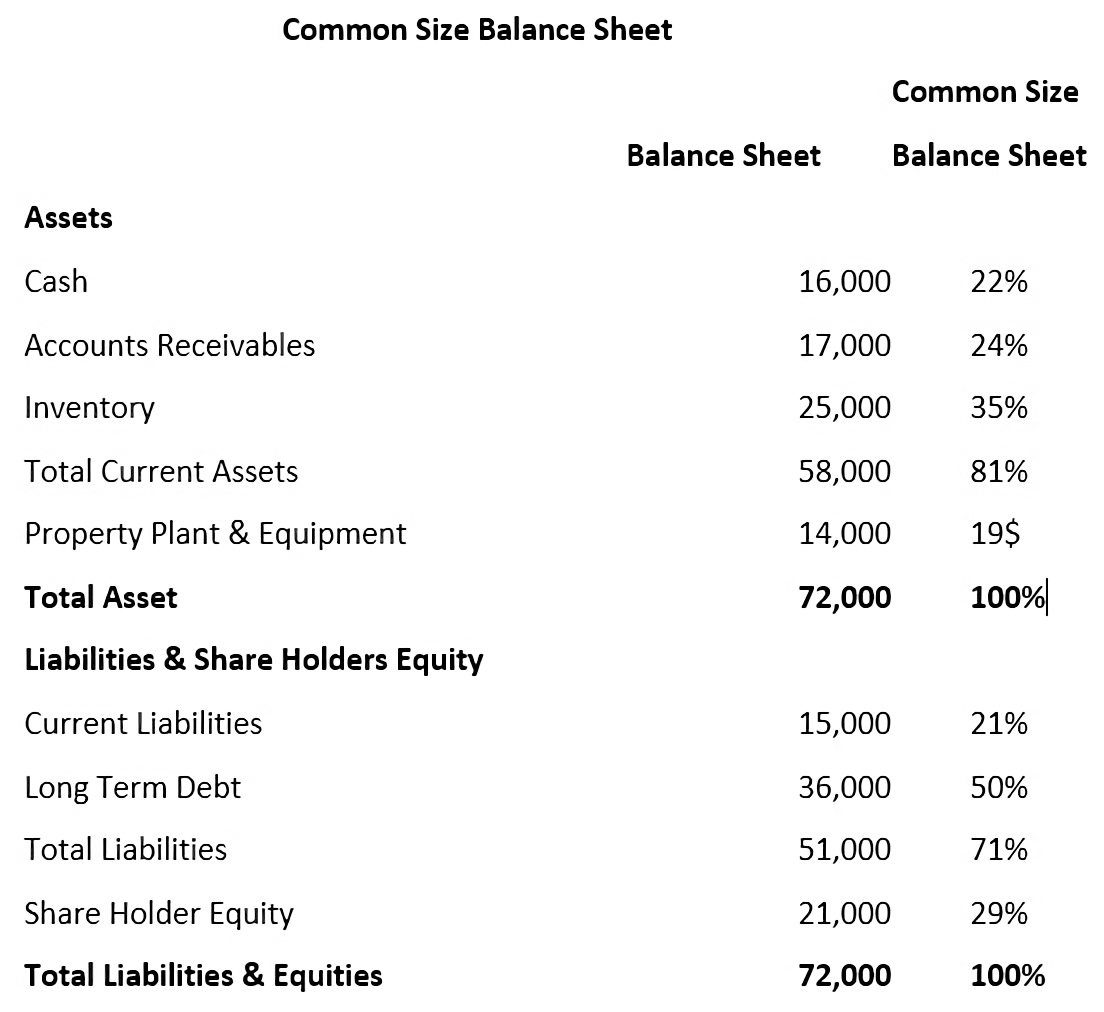 Common Size Balance Sheet
Common Size
Balance Sheet Balance Sheet
Assets
Cash 16,000 22%
Accounts Receivables 17,000 24%
Inventory 25,000 35%
Total Current Assets 58,000 81%
Property Plant & Equipment 14,000 19$
Total Asset 72,000 100%
Liabilities & Share Holders Equity
Current Liabilities 15,000 21%
Long Term Debt 36,000 50%
Total Liabilities 51,000 71%
Share Holder Equity 21,000 29%
Total Liabilities & Equities 72,000 100%